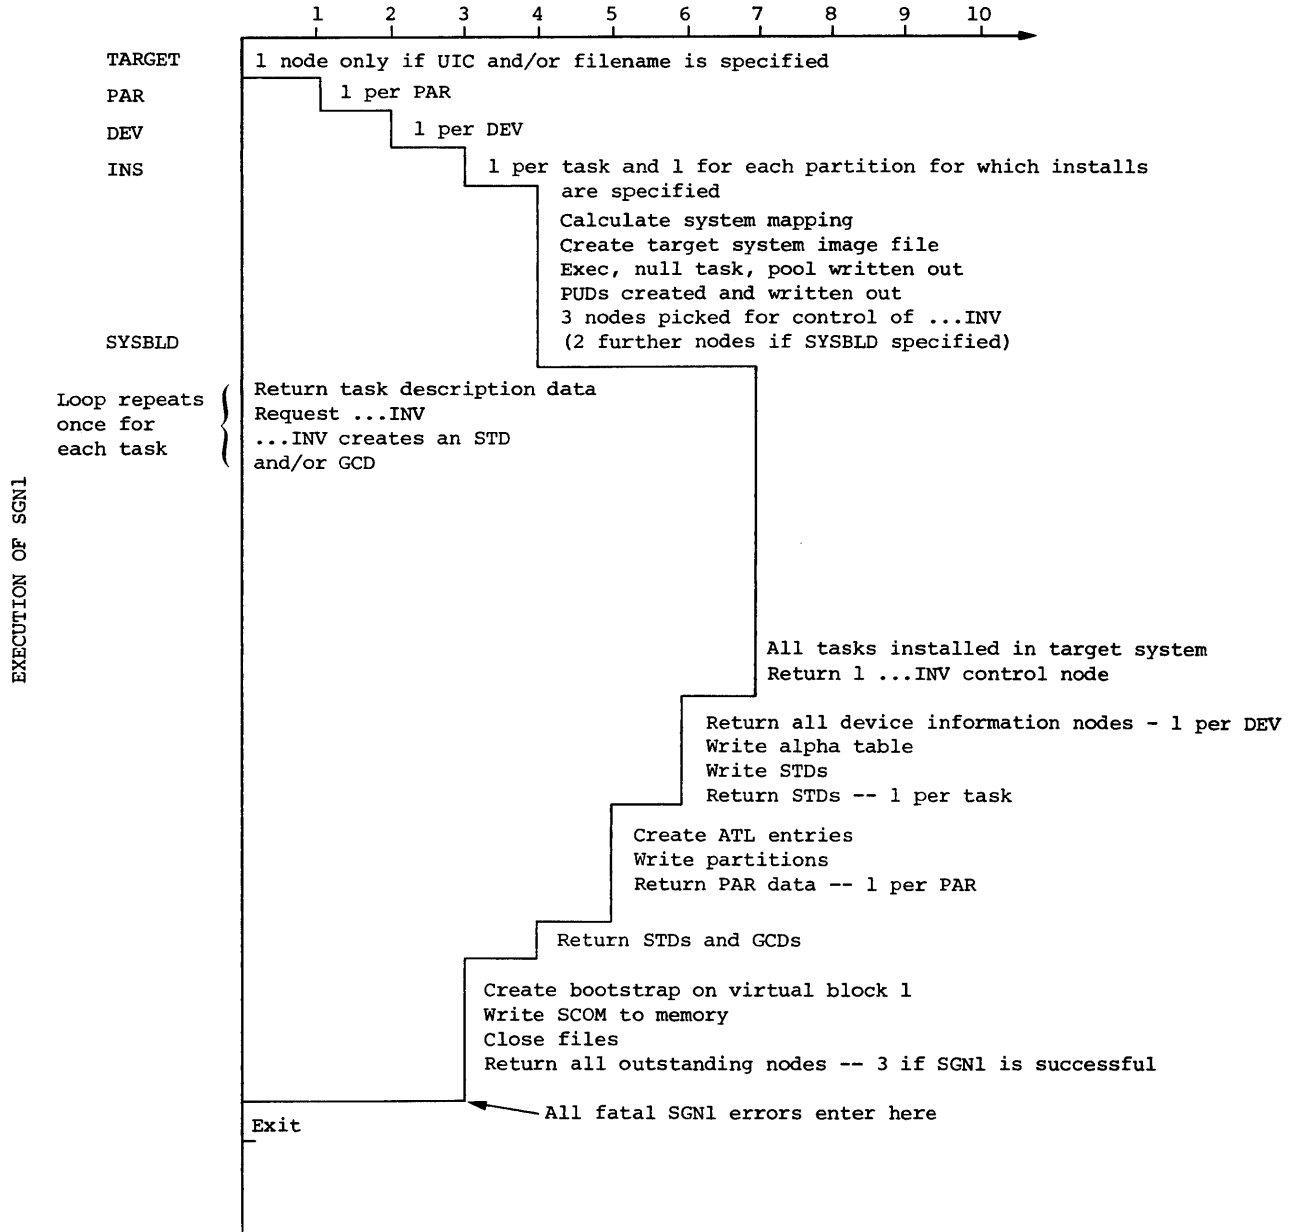 1 2 3 4 5 6 7 8 9 10
TARGET 1 node only if UIC and/or filename is specified
PAR 1 per PAR
DEV 1 per DEV
INS 1 per task and 1 for each partition for which installs
are specified
Calculate system mapping
Create target system image file
Exec, null task, pool written out
PUDs created and written out
3 nodes picked for control of ...INV
SYSBLD (2 further nodes if SYSBLD specified)
Loop repeats
once for
each task
Return task description data
Request ...INV
...INV creates an STD
and/or GCD
EXECUTION OF SGN1
All tasks installed in target system
Return 1 ...INV control node
Return all device information nodes - 1 per DEV
Write alpha table
Write STDs
Return STDs -- 1 per task
Create ATL entries
Write partitions
Return PAR data -- 1 per PAR
Return STDs and GCDs
Create bootstrap on virtual block 1
Write SCOM to memory
Close files
Return all outstanding nodes -- 3 if SGN1 is successful
All fatal SGN1 errors enter here
Exit